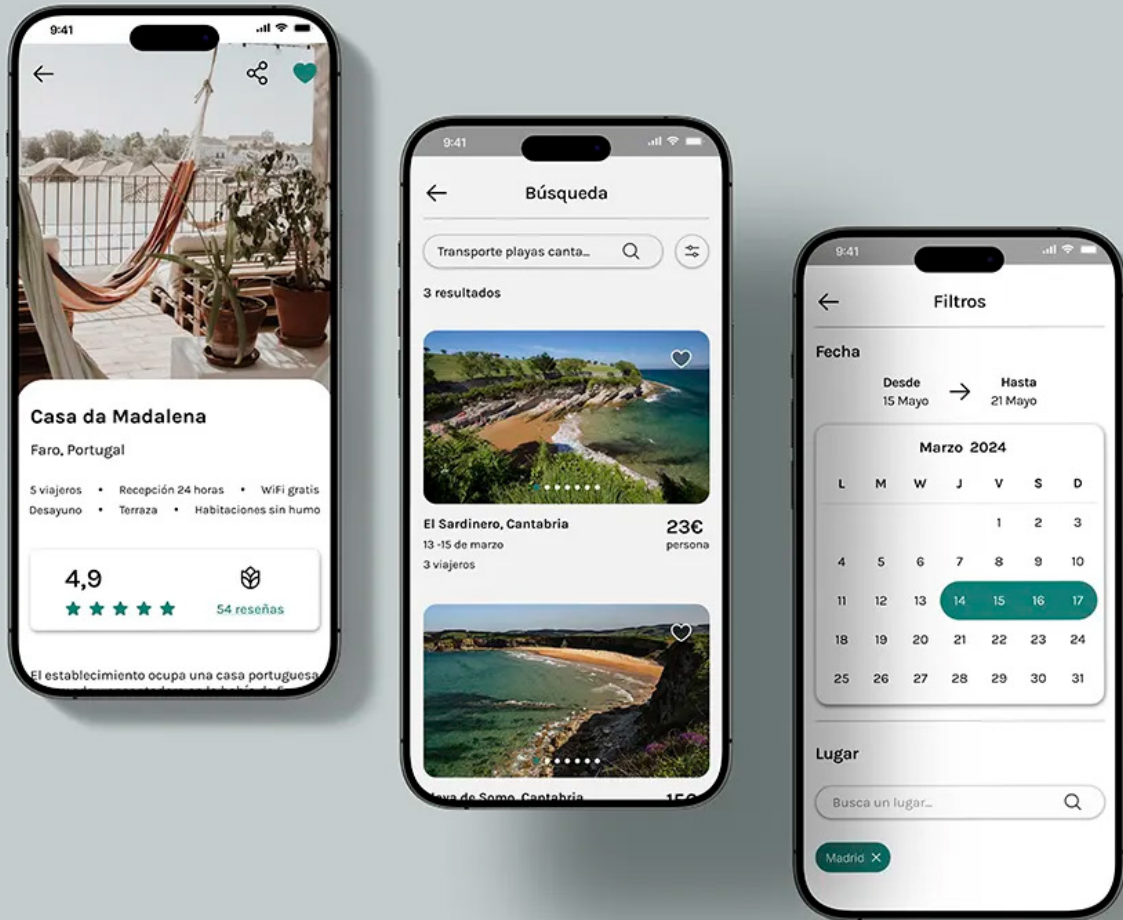 9:41
Casa da Madalena
Faro, Portugal
5 viajeros • Recepción 24 horas • WiFi gratis
Desayuno • Terraza • Habitaciones sin humo
4,9
54 reseñas
El establecimiento ocupa una casa portuguesa
9:41
Búsqueda
Transporte playas canta...
3 resultados
El Sardinero, Cantabria 23€
13 -15 de marzo persona
3 viajeros
de Somo, Cantabria
9:41
Filtros
Fecha
Desde Hasta
15 Mayo 21 Mayo
Marzo 2024
L M W J V S D
1 2 3
4 5 6 7 8 9 10
11 12 13 14 15 16 17
18 19 20 21 22 23 24
25 26 27 28 29 30 31
Lugar
Busca un lugar...
Madrid ×